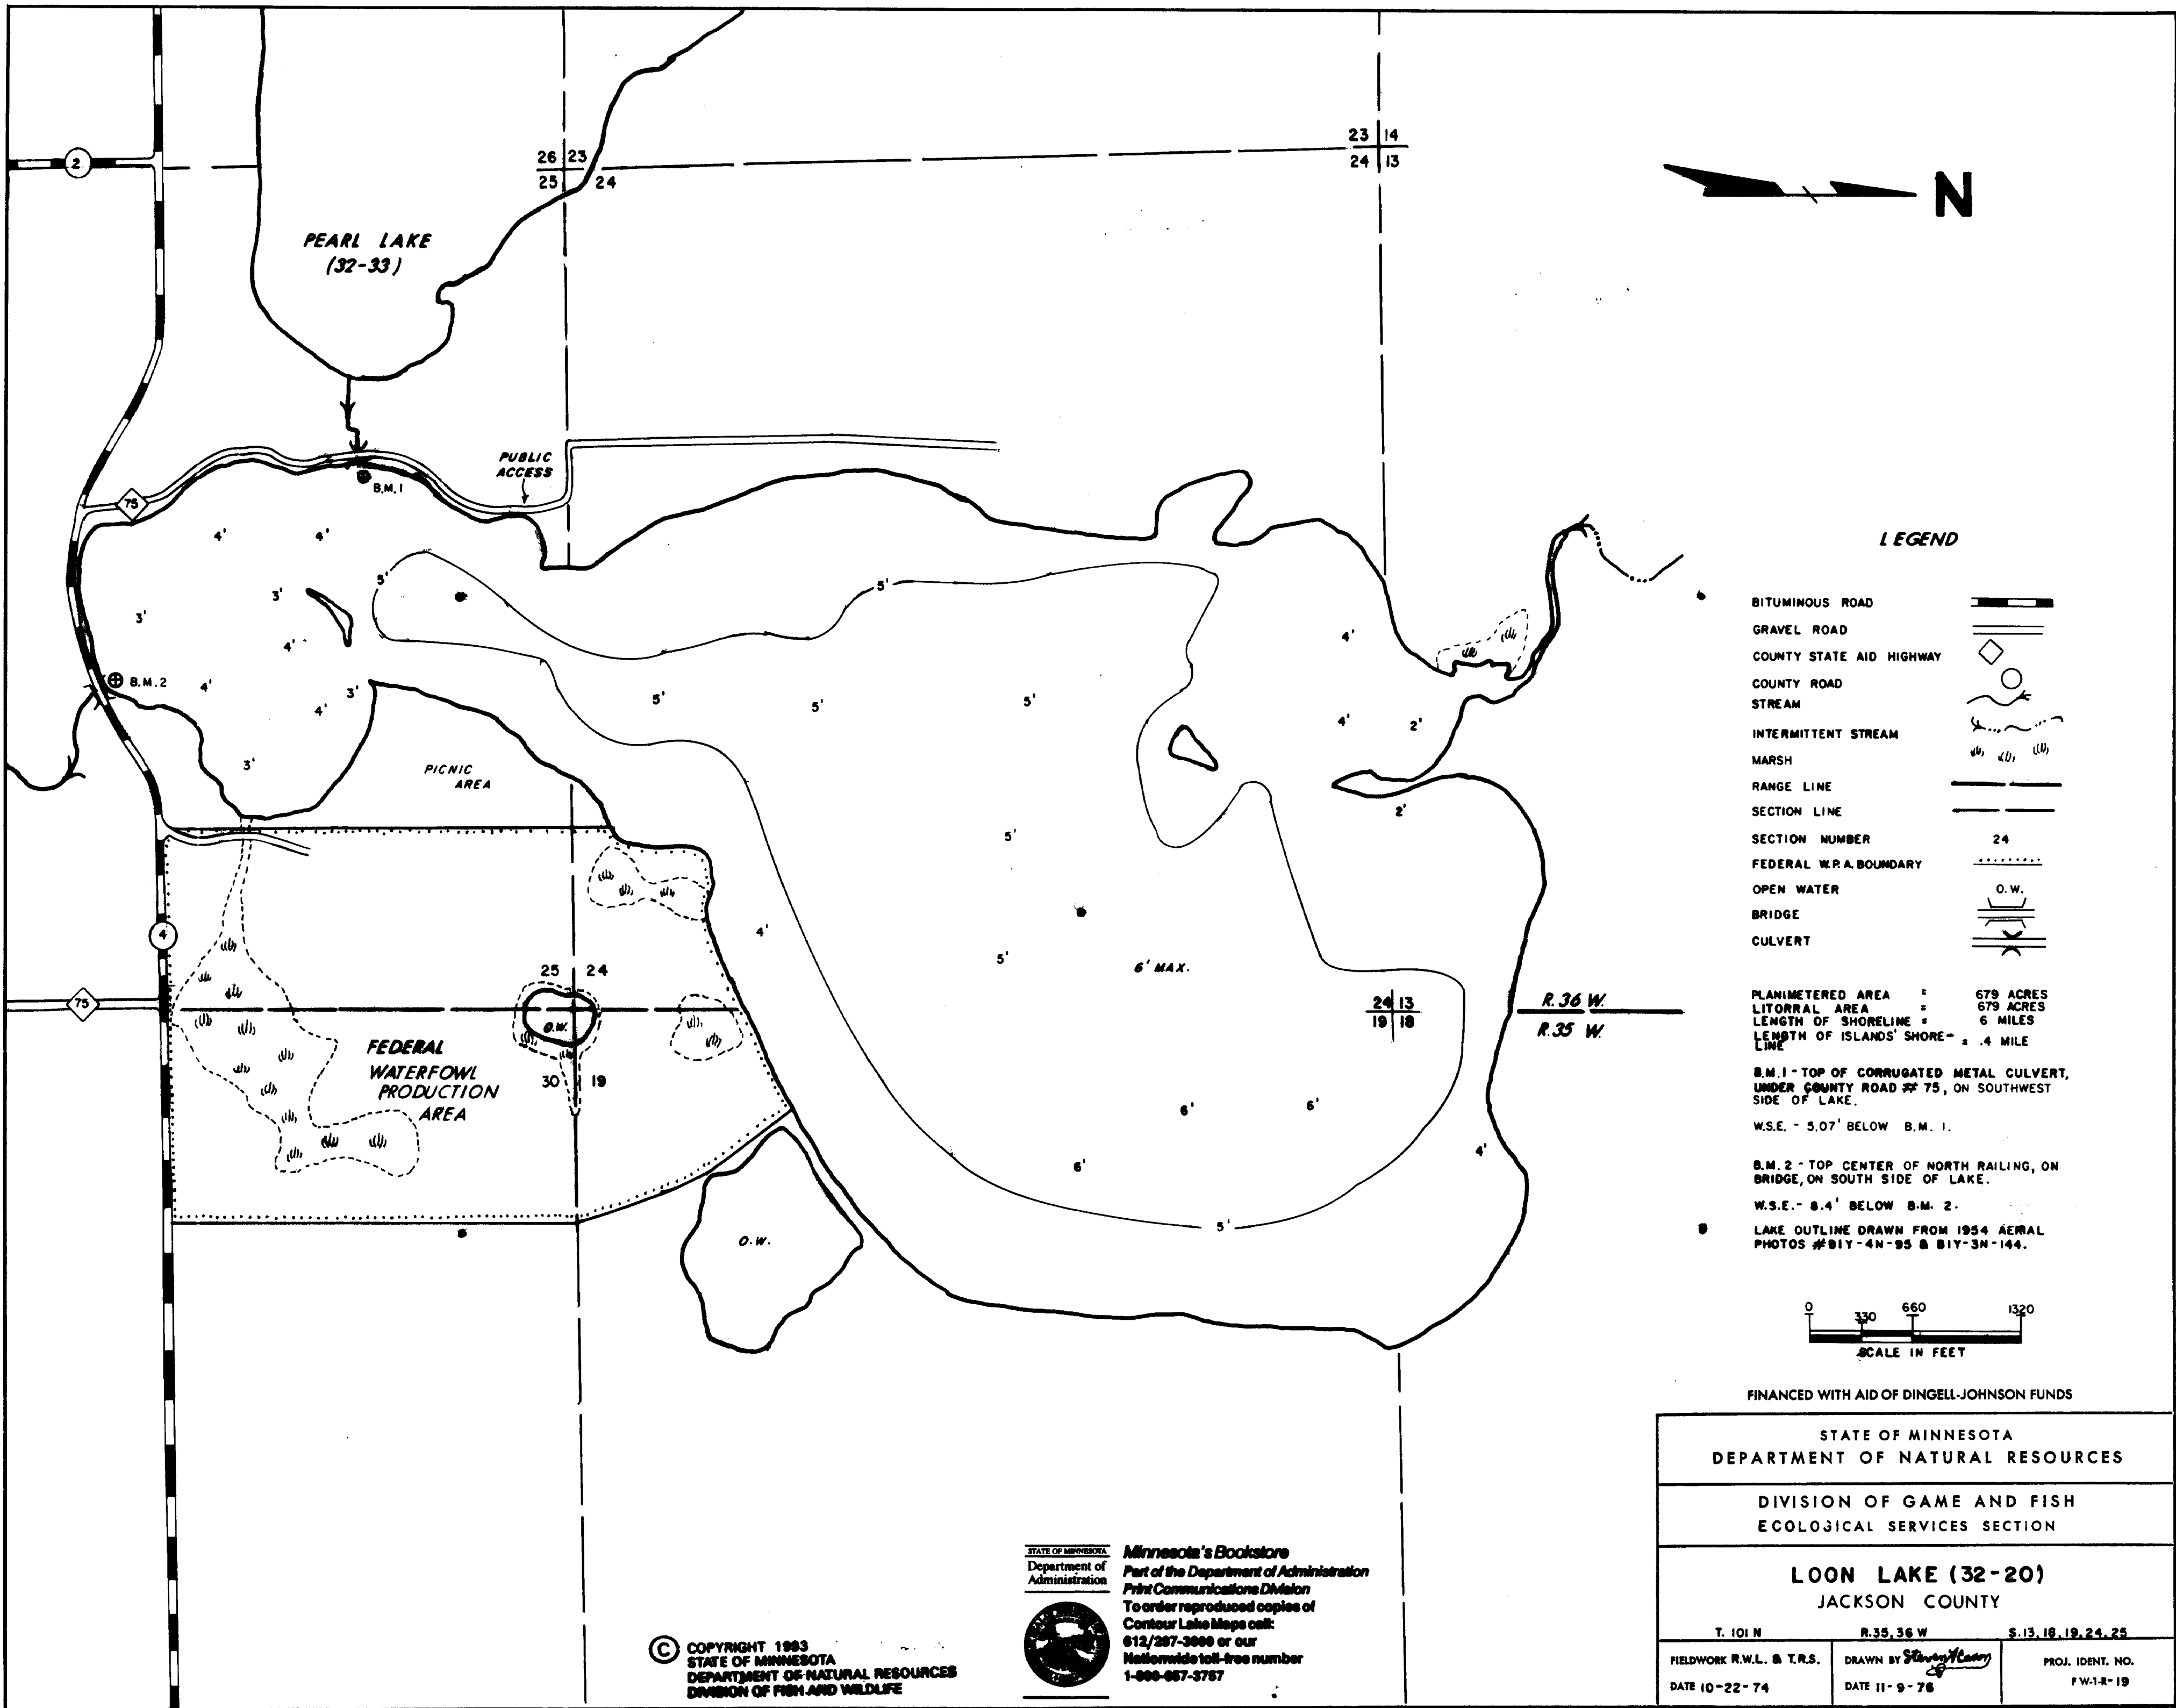 2
26 23
25 24
23 14
24 13
N
PEARL LAKE
(32-33)
PUBLIC
ACCESS
B.M. 1
75
4'
4'
5'
5'
3'
3'
4'
4'
B.M. 2
4'
3'
4'
5'
5'
5'
4'
2'
3'
PICNIC
AREA
2'
5'
4'
4
5'
6' MAX.
25 24
O.W.
75
24 13
19 18
R. 36 W.
R. 35 W.
FEDERAL
WATERFOWL
PRODUCTION
AREA
30 19
6'
6'
6'
4'
5'
O.W.
LEGEND
BITUMINOUS ROAD
GRAVEL ROAD
COUNTY STATE AID HIGHWAY
COUNTY ROAD
STREAM
INTERMITTENT STREAM
MARSH
RANGE LINE
SECTION LINE
SECTION NUMBER 24
FEDERAL W.P.A. BOUNDARY
OPEN WATER O.W.
BRIDGE
CULVERT
PLANIMETERED AREA = 679 ACRES
LITORRAL AREA = 679 ACRES
LENGTH OF SHORELINE = 6 MILES
LENGTH OF ISLANDS' SHORE- = .4 MILE
LINE
B.M. 1 - TOP OF CORRUGATED METAL CULVERT,
UNDER COUNTY ROAD # 75, ON SOUTHWEST
SIDE OF LAKE.
W.S.E. - 5.07' BELOW B.M. 1.
B.M. 2 - TOP CENTER OF NORTH RAILING, ON
BRIDGE, ON SOUTH SIDE OF LAKE.
W.S.E. - 8.4' BELOW B.M. 2.
LAKE OUTLINE DRAWN FROM 1954 AERIAL
PHOTOS # BIY-4N-95 & BIY-3N-144.
0 330 660 1320
SCALE IN FEET
FINANCED WITH AID OF DINGELL-JOHNSON FUNDS
STATE OF MINNESOTA
DEPARTMENT OF NATURAL RESOURCES
DIVISION OF GAME AND FISH
ECOLOGICAL SERVICES SECTION
LOON LAKE (32-20)
JACKSON COUNTY
T. 101 N R. 35, 36 W S. 13, 18, 19, 24, 25
FIELDWORK R.W.L. & T.R.S.
DATE 10-22-74
DRAWN BY
DATE 11-9-76
PROJ. IDENT. NO.
FW-1-R-19
STATE OF MINNESOTA
Department of
Administration
Minnesota's Bookstore
Part of the Department of Administration
Print Communications Division
To order reproduced copies of
Contour Lake Maps call:
612/297-3000 or our
Nationwide toll-free number
1-800-657-3757
© COPYRIGHT 1993
STATE OF MINNESOTA
DEPARTMENT OF NATURAL RESOURCES
DIVISION OF FISH AND WILDLIFE